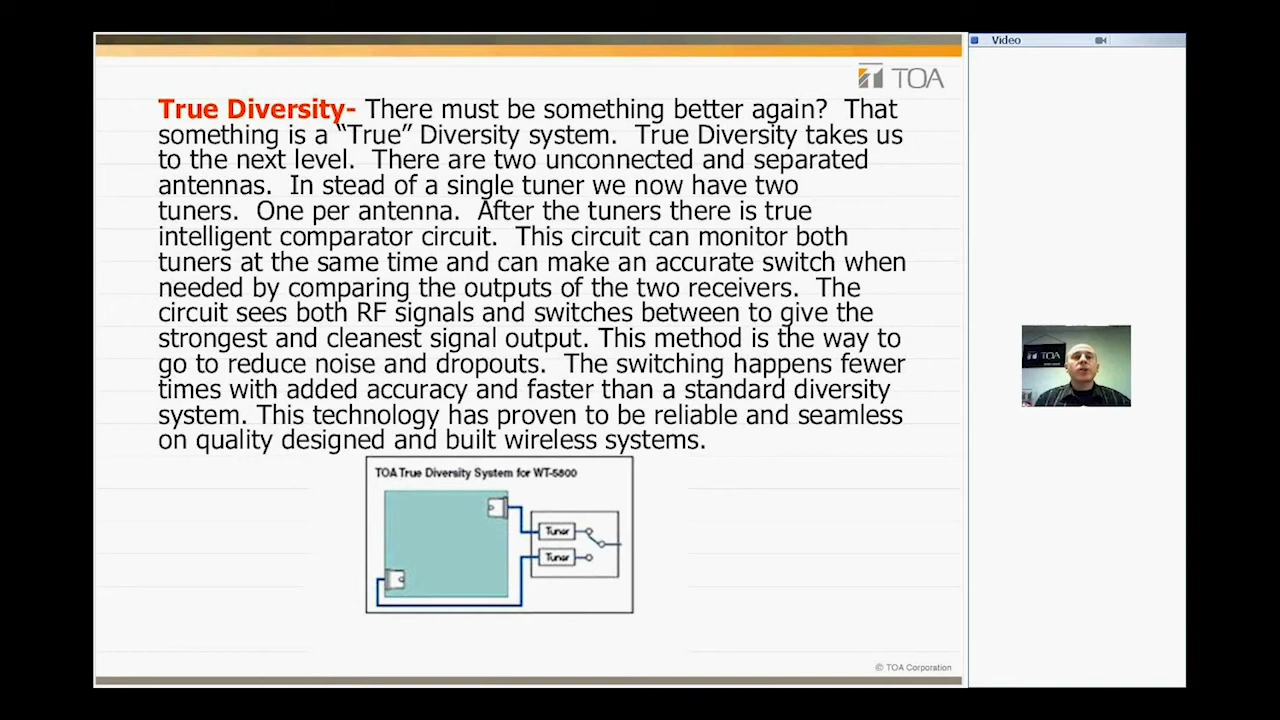 Video
TOA
True Diversity- There must be something better again? That
something is a “True” Diversity system. True Diversity takes us
to the next level. There are two unconnected and separated
antennas. In stead of a single tuner we now have two
tuners. One per antenna. After the tuners there is true
intelligent comparator circuit. This circuit can monitor both
tuners at the same time and can make an accurate switch when
needed by comparing the outputs of the two receivers. The
circuit sees both RF signals and switches between to give the
strongest and cleanest signal output. This method is the way to
go to reduce noise and dropouts. The switching happens fewer
times with added accuracy and faster than a standard diversity
system. This technology has proven to be reliable and seamless
on quality designed and built wireless systems.
TOA True Diversity System for WT-5800
Tuner
Tuner
TOA
© TOA Corporation